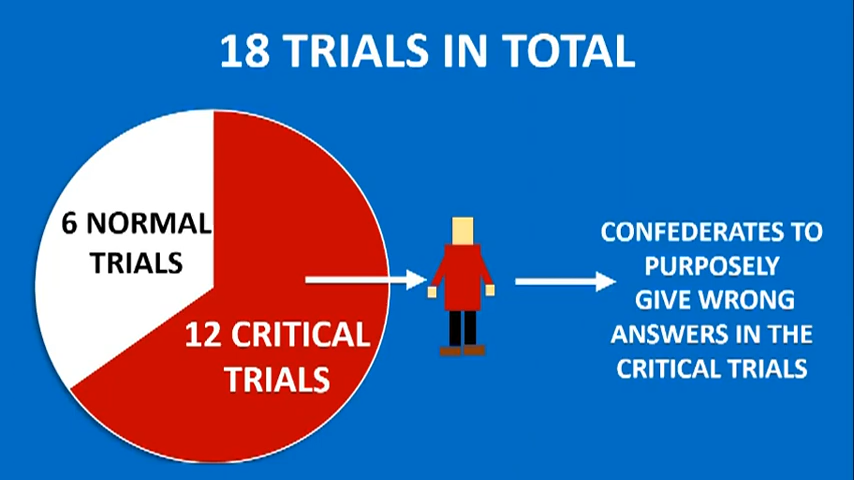 18 TRIALS IN TOTAL
6 NORMAL
TRIALS
12 CRITICAL
TRIALS
CONFEDERATES TO
PURPOSELY
GIVE WRONG
ANSWERS IN THE
CRITICAL TRIALS